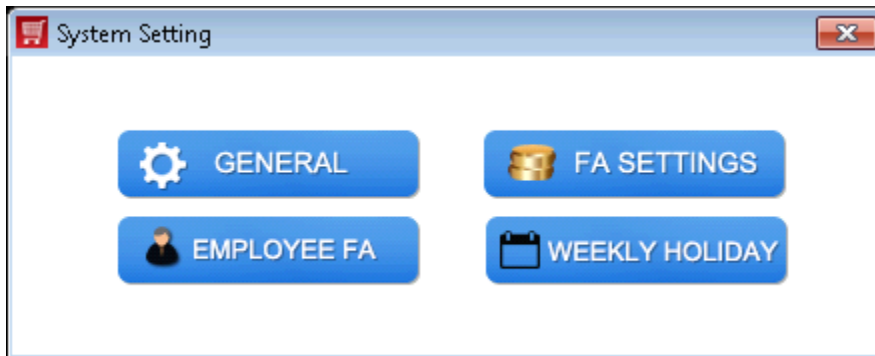 System Setting
GENERAL
FA SETTINGS
EMPLOYEE FA
WEEKLY HOLIDAY